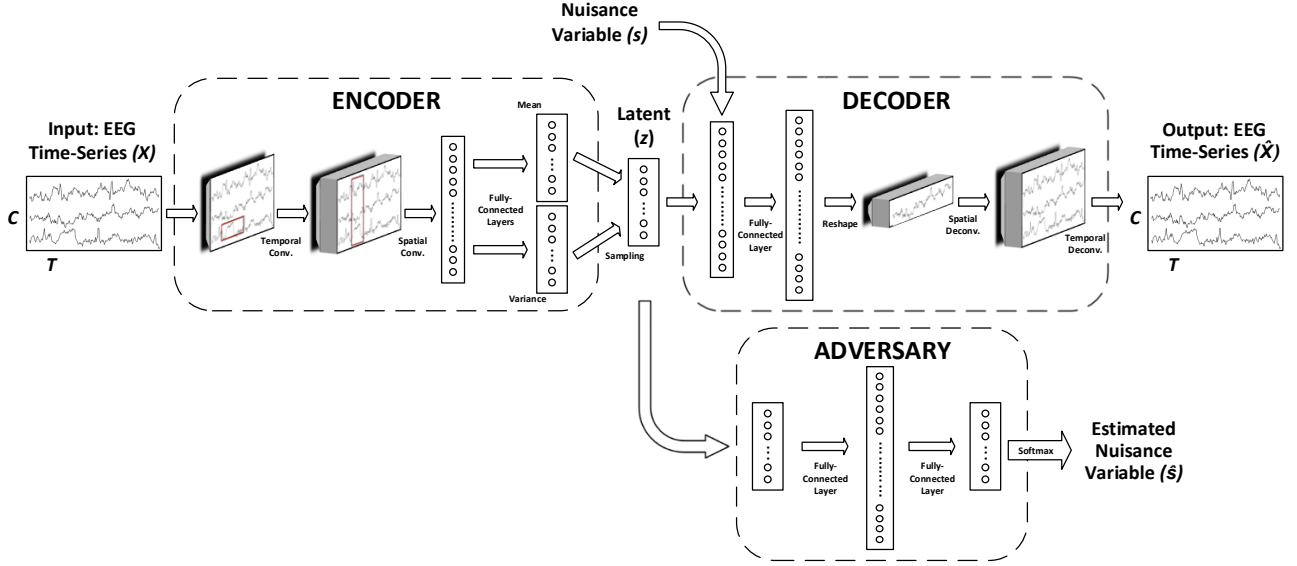 Nuisance
Variable (s)
ENCODER
DECODER
Input: EEG
Time-Series (X)
C
T
Temporal
Conv.
Spatial
Conv.
Fully-
Connected
Layers
Mean
Variance
Latent
(z)
Sampling
Fully-
Connected
Layer
Reshape
Spatial
Deconv.
Temporal
Deconv.
Output: EEG
Time-Series (X̂)
C
T
ADVERSARY
Fully-
Connected
Layer
Fully-
Connected
Layer
Softmax
Estimated
Nuisance
Variable (ŝ)